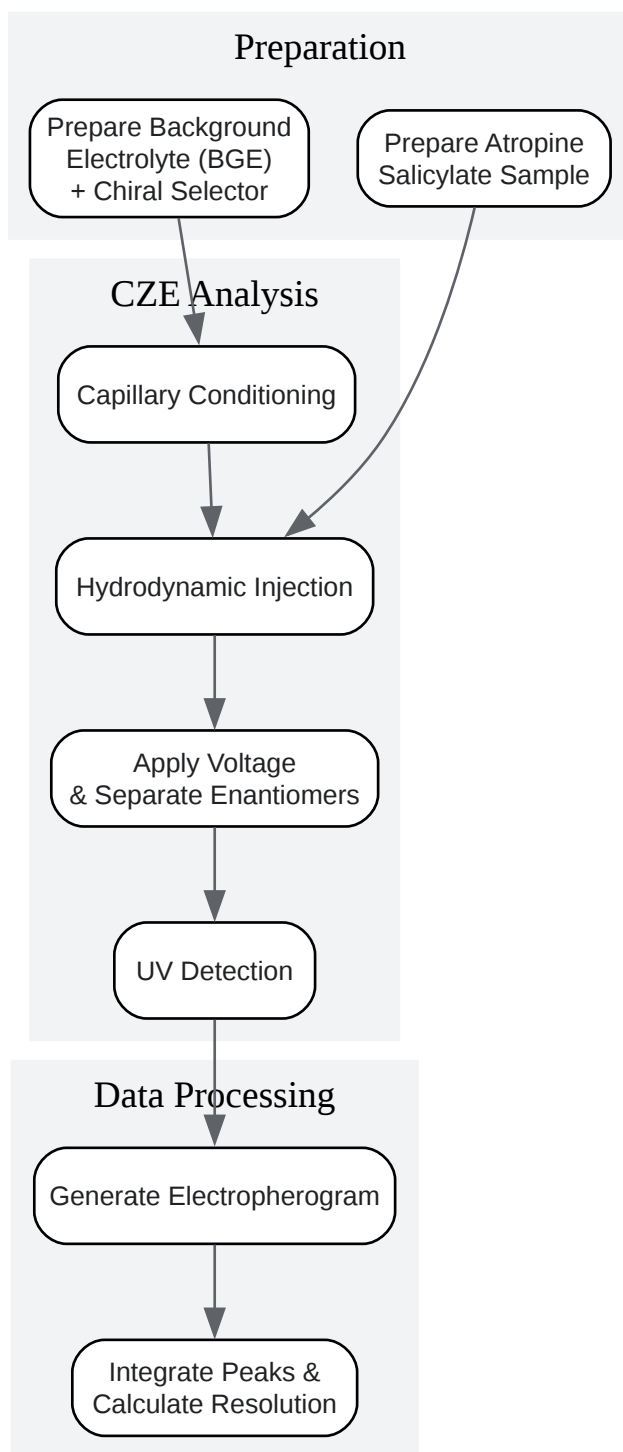 Preparation
Prepare Background
Electrolyte (BGE)
+ Chiral Selector
Prepare Atropine
Salicylate Sample
CZE Analysis
Capillary Conditioning
Hydrodynamic Injection
Apply Voltage
& Separate Enantiomers
UV Detection
Data Processing
Generate Electropherogram
Integrate Peaks &
Calculate Resolution